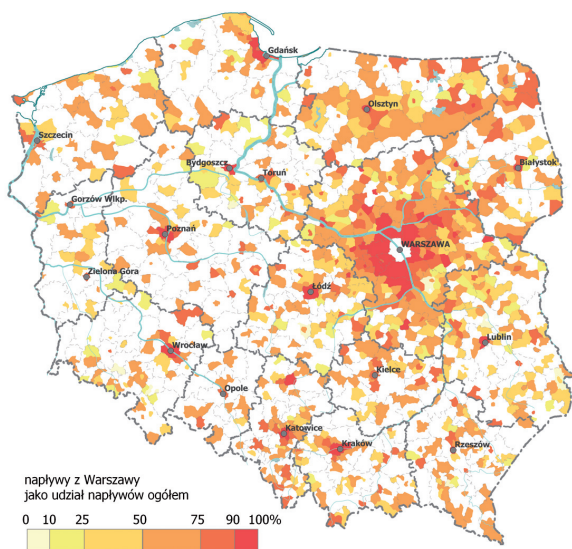 Gdańsk
Olsztyn
Szczecin
Białystok
Bydgoszcz
Toruń
Gorzów Wlkp.
Poznań
WARSZAWA
Zielona Góra
Łódź
Wrocław
Lublin
Kielce
Opole
Katowice
Kraków
Rzeszów
napływy z Warszawy
jako udział napływów ogółem
0 10 25 50 75 90 100%